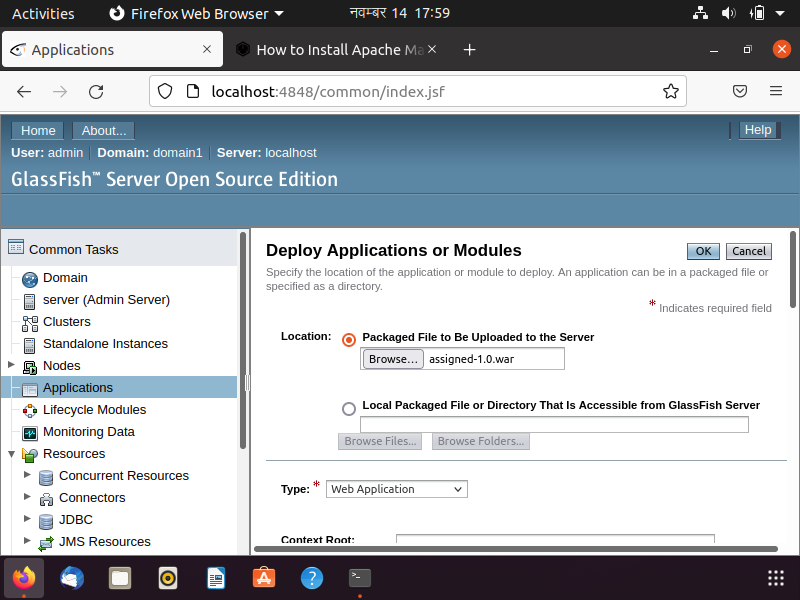 Activities Firefox Web Browser नवम्बर 14 17:59
Applications How to Install Apache Ma
localhost:4848/common/index.jsf
Home About... Help
User: admin Domain: domain1 Server: localhost
GlassFish™ Server Open Source Edition
Common Tasks
Domain
server (Admin Server)
Clusters
Standalone Instances
Nodes
Applications
Lifecycle Modules
Monitoring Data
Resources
Concurrent Resources
Connectors
JDBC
JMS Resources
Deploy Applications or Modules OK Cancel
Specify the location of the application or module to deploy. An application can be in a packaged file or
specified as a directory.
* Indicates required field
Location: Packaged File to Be Uploaded to the Server
Browse... assigned-1.0.war
Local Packaged File or Directory That Is Accessible from GlassFish Server
Browse Files... Browse Folders...
Type: * Web Application
Context Root: